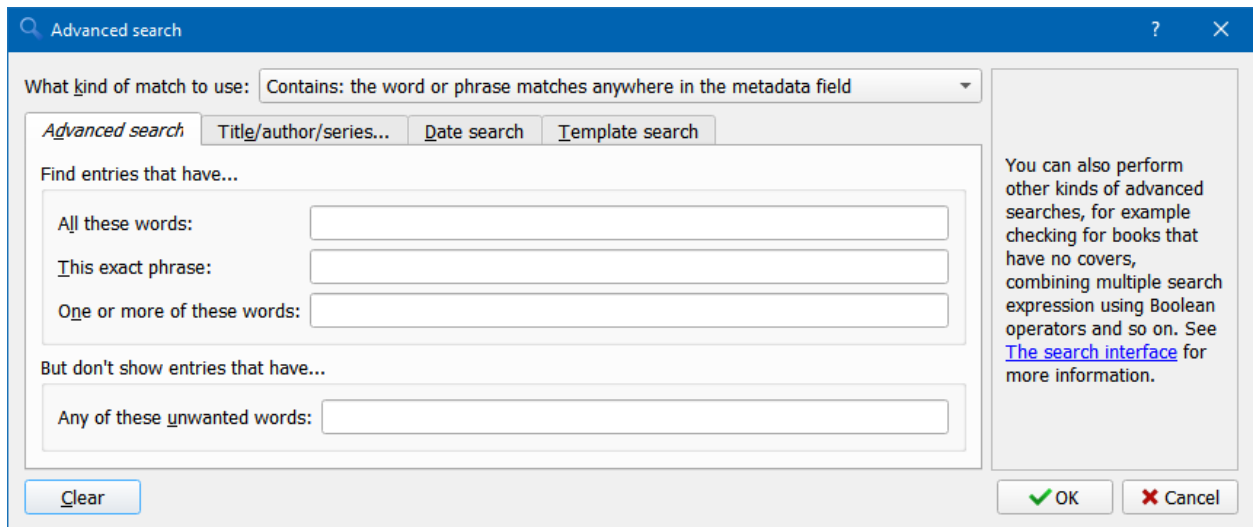 Advanced search
?
What kind of match to use: Contains: the word or phrase matches anywhere in the metadata field
Advanced search Title/author/series... Date search Template search
Find entries that have...
All these words:
This exact phrase:
One or more of these words:
But don't show entries that have...
Any of these unwanted words:
You can also perform
other kinds of advanced
searches, for example
checking for books that
have no covers,
combining multiple search
expression using Boolean
operators and so on. See
The search interface for
more information.
Clear
OK
Cancel